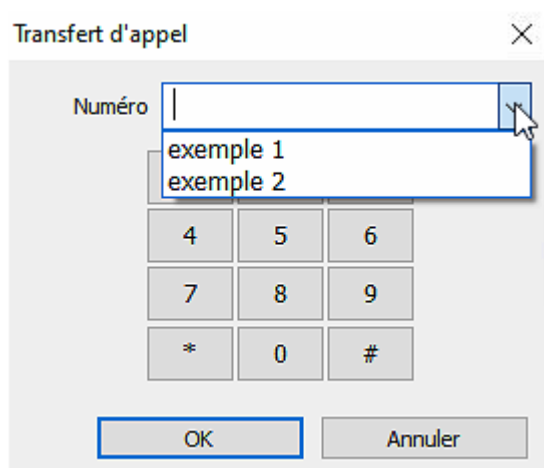 Transfert d'appel
Numéro
exemple 1
exemple 2
4 5 6
7 8 9
* 0 #
OK Annuler